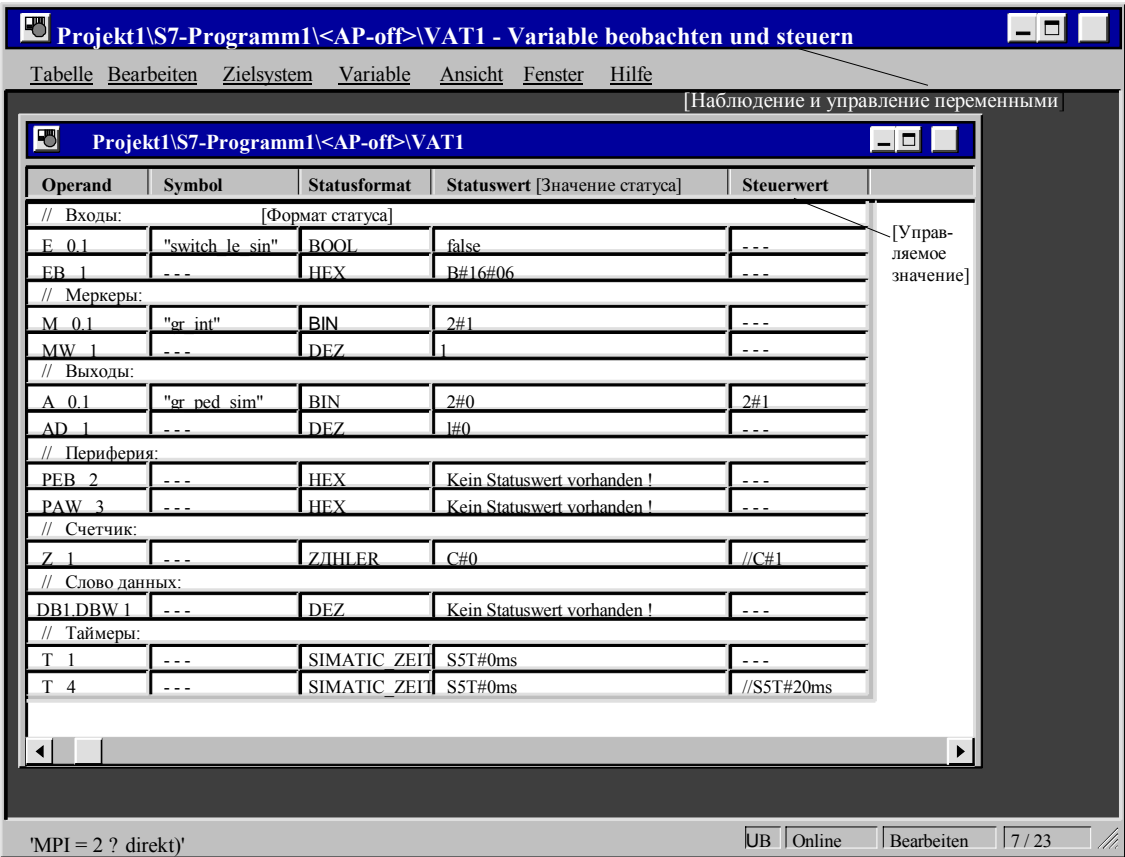 Projekt1\S7-Programm1\<AP-off>\VAT1 - Variable beobachten und steuern
Tabelle Bearbeiten Zielsystem Variable Ansicht Fenster Hilfe
[Наблюдение и управление переменными]
Projekt1\S7-Programm1\<AP-off>\VAT1
Operand Symbol Statusformat Statuswert [Значение статуса] Steuerwert
// Входы: [Формат статуса]
[Управ-
ляемое
значение]
E 0.1 "switch_le_sin" BOOL false - - -
EB 1 - - - HEX B#16#06 - - -
// Меркеры:
M 0.1 "gr_int" BIN 2#1 - - -
MW 1 - - - DEZ 1 - - -
// Выходы:
A 0.1 "gr_ped_sim" BIN 2#0 2#1
AD 1 - - - DEZ l#0 - - -
// Периферия:
PEB 2 - - - HEX Kein Statuswert vorhanden ! - - -
PAW 3 - - - HEX Kein Statuswert vorhanden ! - - -
// Счетчик:
Z 1 - - - ZДHLER C#0 //C#1
// Слово данных:
DB1.DBW 1 - - - DEZ Kein Statuswert vorhanden ! - - -
// Таймеры:
T 1 - - - SIMATIC_ZEIT S5T#0ms - - -
T 4 - - - SIMATIC_ZEIT S5T#0ms //S5T#20ms
'MPI = 2 ? direkt)' UB Online Bearbeiten 7 / 23